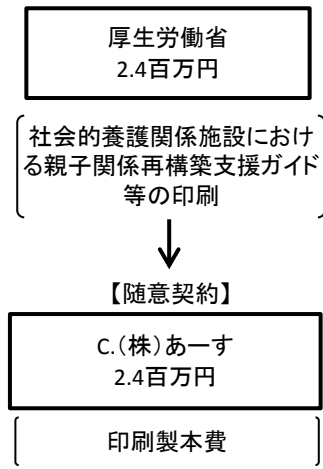 厚生労働省
2.4百万円
社会的養護関係施設におけ
る親子関係再構築支援ガイド
等の印刷
【随意契約】
C.(株)あーす
2.4百万円
印刷製本費